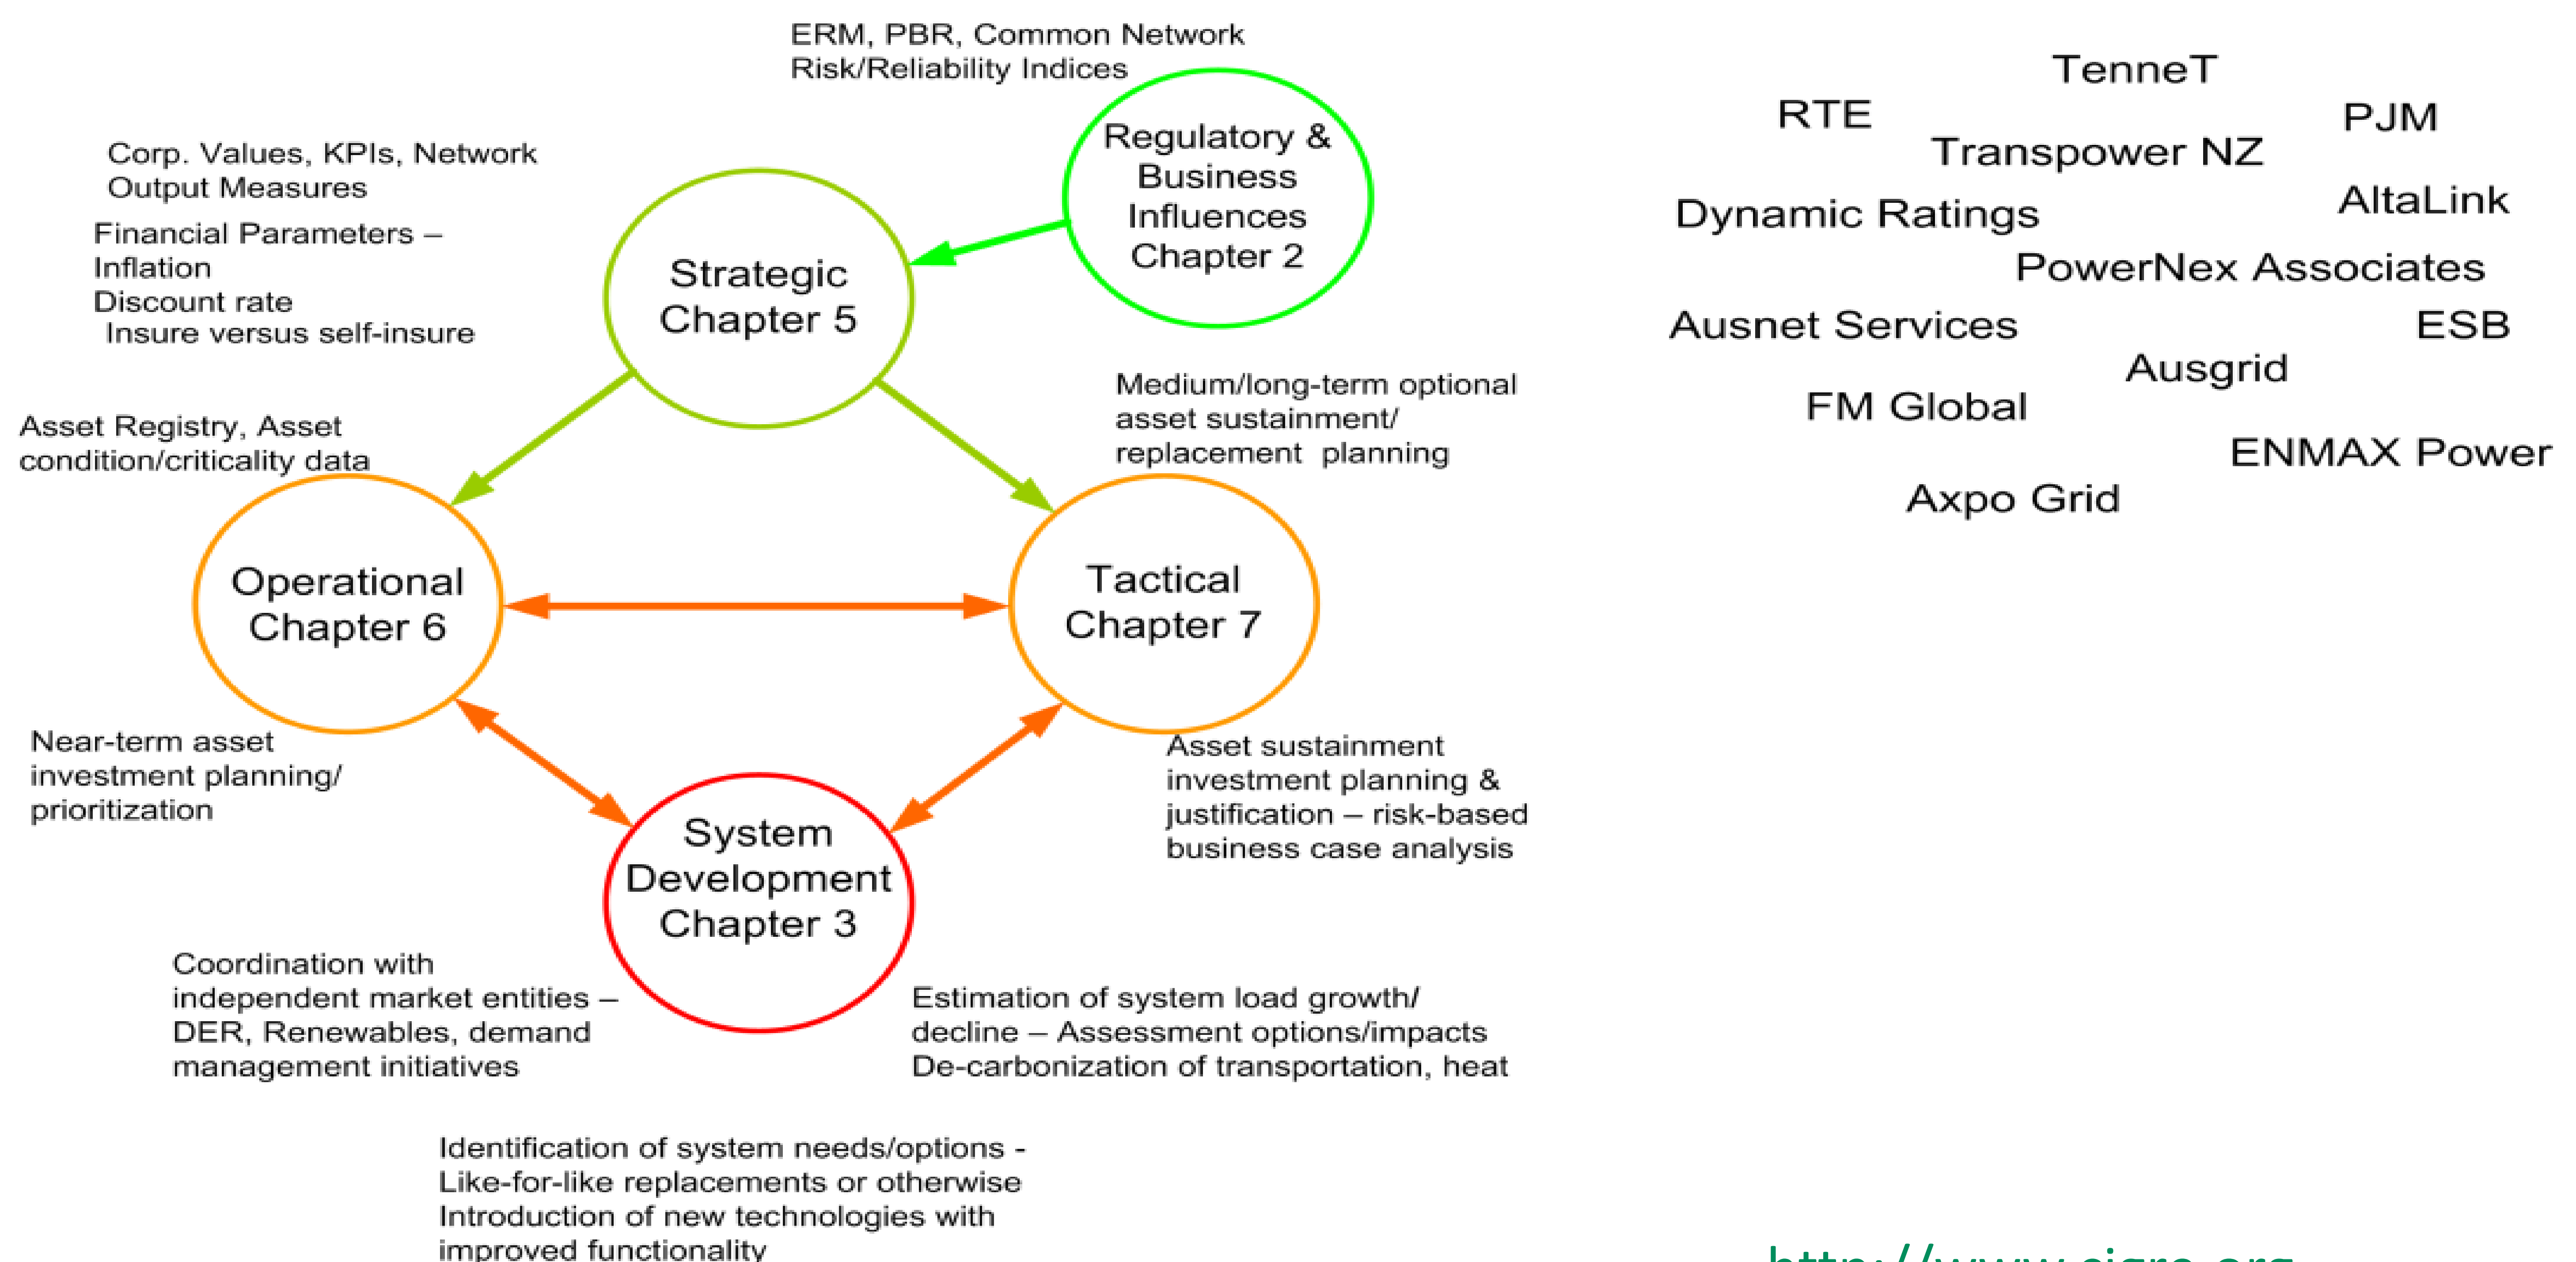 ERM, PBR, Common Network
Risk/Reliability Indices
Regulatory &
Business
Influences
Chapter 2
Corp. Values, KPIs, Network
Output Measures
Financial Parameters –
Inflation
Discount rate
Insure versus self-insure
Strategic
Chapter 5
Asset Registry, Asset
condition/criticality data
Medium/long-term optional
asset sustainment/
replacement planning
Operational
Chapter 6
Tactical
Chapter 7
Near-term asset
investment planning/
prioritization
Asset sustainment
investment planning &
justification – risk-based
business case analysis
System
Development
Chapter 3
Coordination with
independent market entities –
DER, Renewables, demand
management initiatives
Estimation of system load growth/
decline – Assessment options/impacts
De-carbonization of transportation, heat
Identification of system needs/options -
Like-for-like replacements or otherwise
Introduction of new technologies with
improved functionality
TenneT
RTE
PJM
Transpower NZ
AltaLink
Dynamic Ratings
PowerNex Associates
Ausnet Services
ESB
Ausgrid
FM Global
ENMAX Power
Axpo Grid
http://www.cigre.org